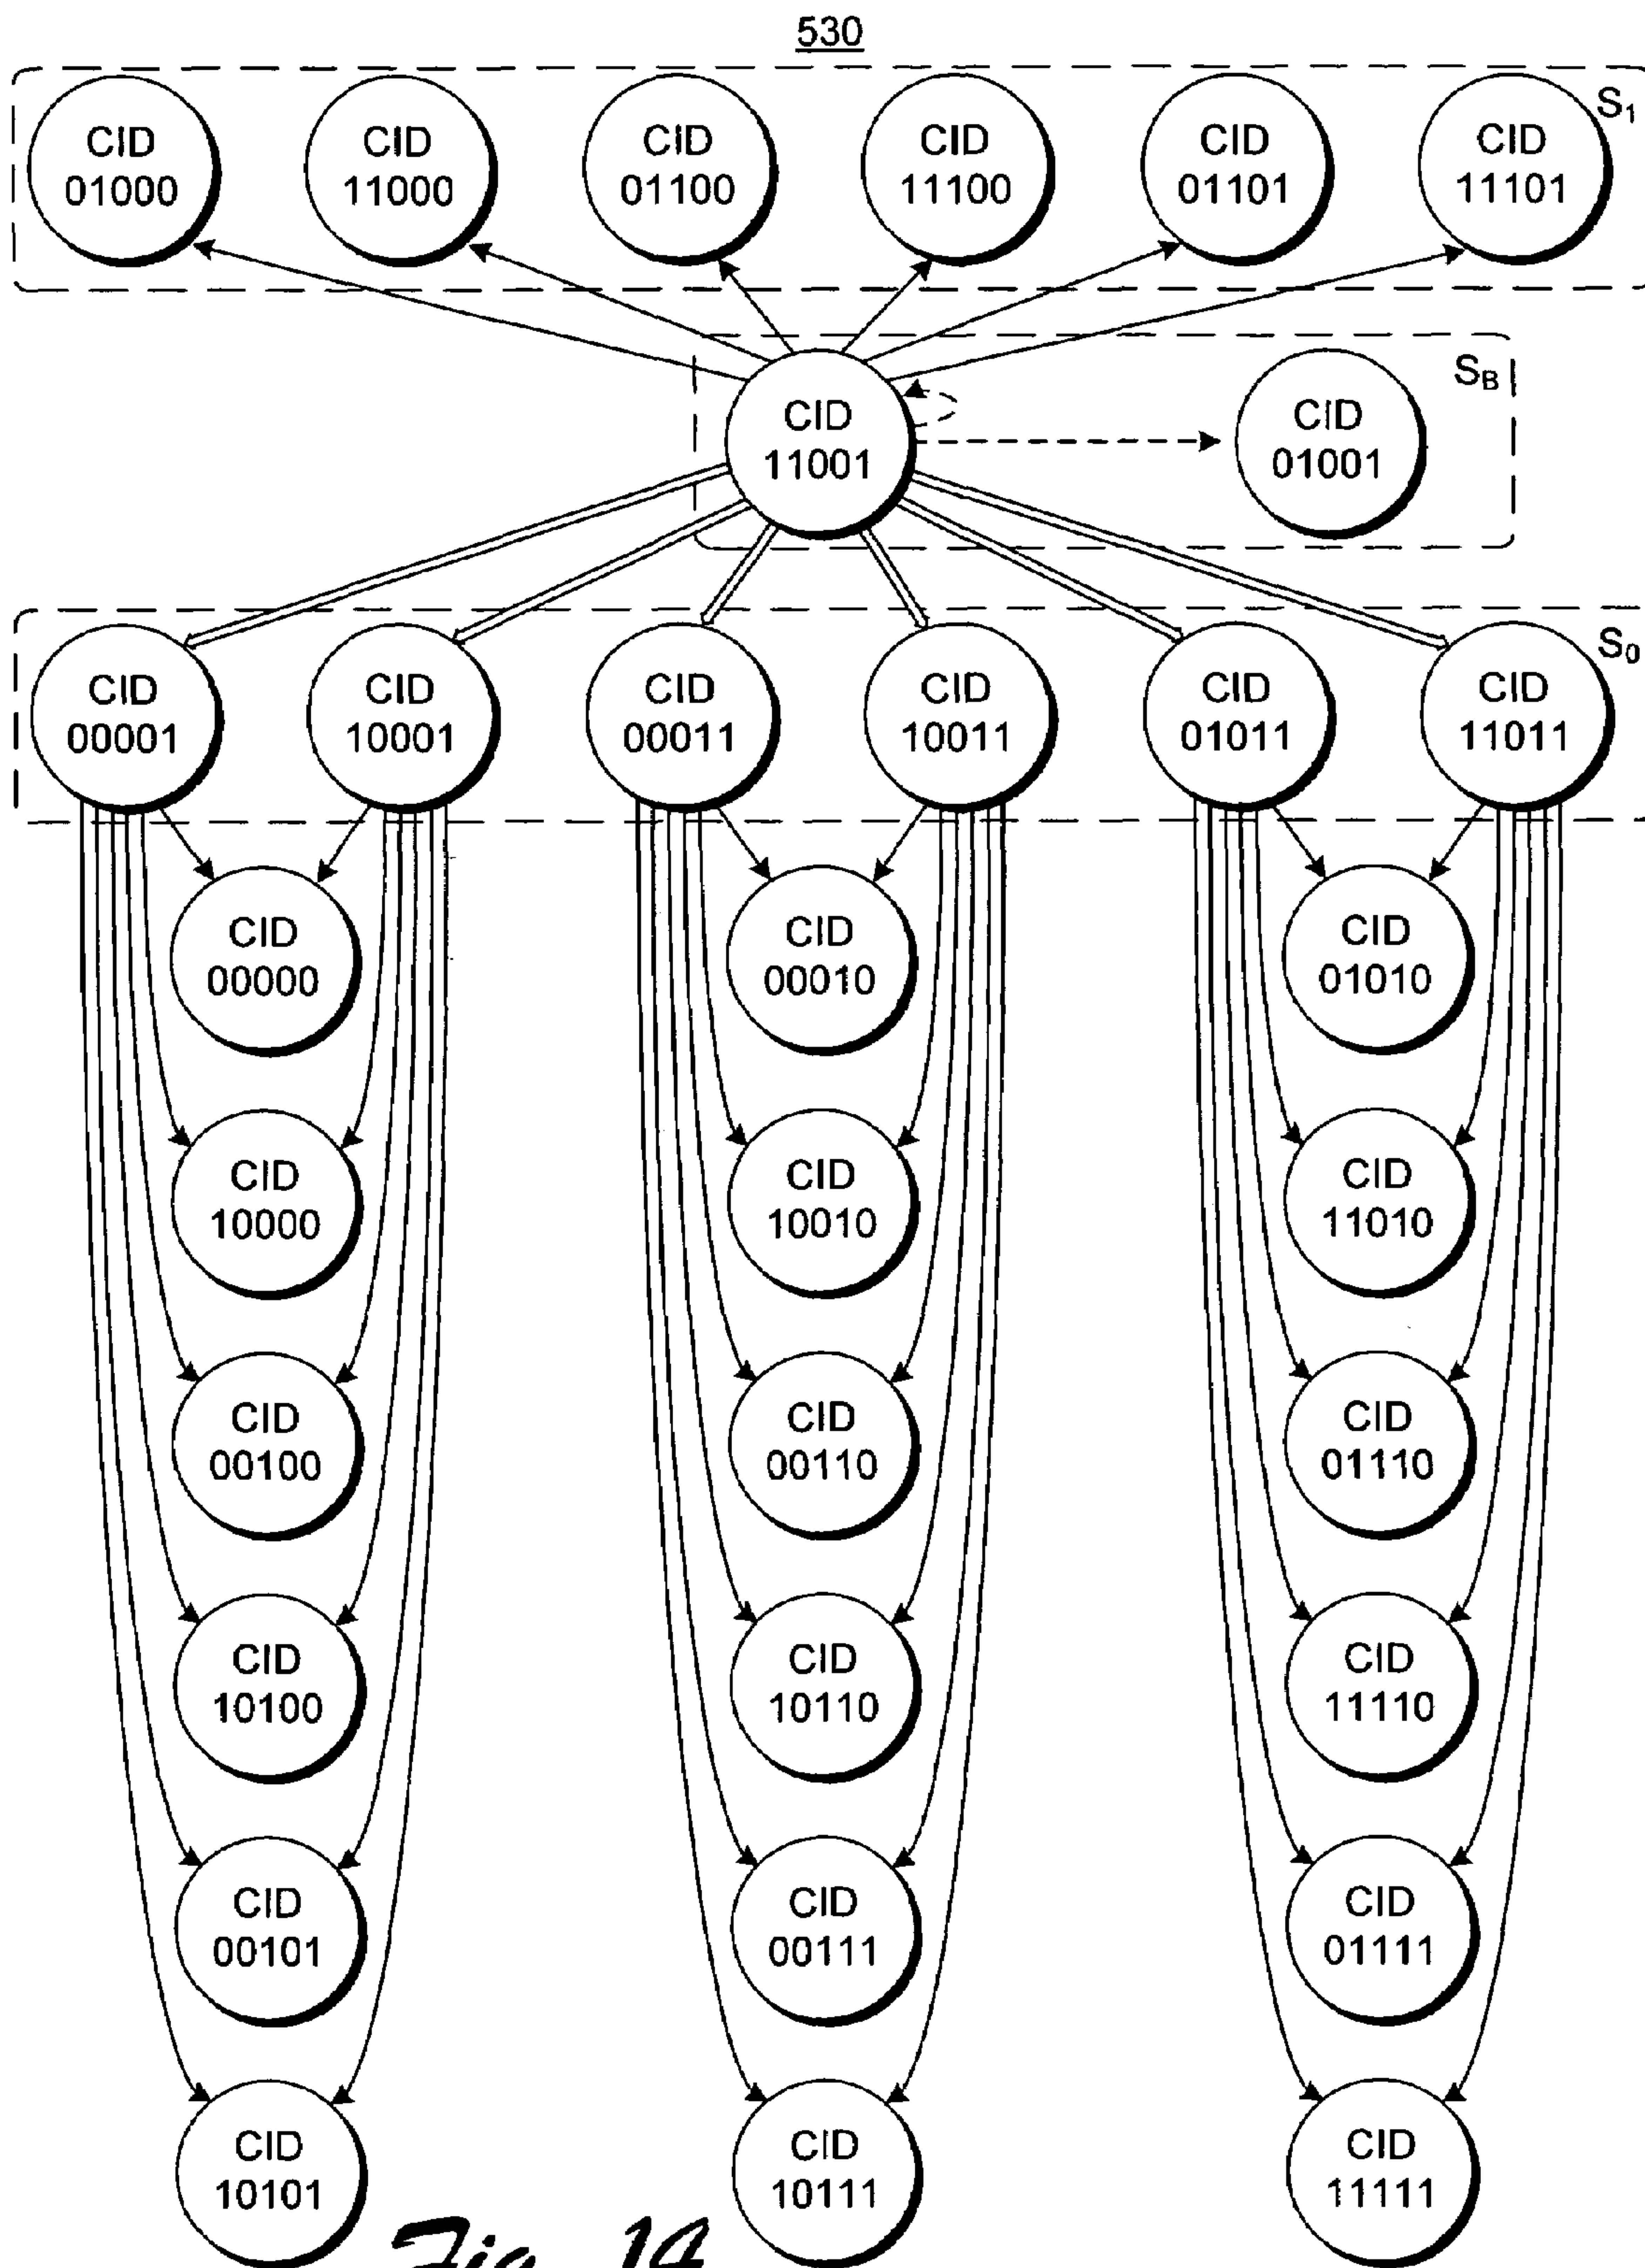 530
S1
CID
01000
CID
11000
CID
01100
CID
11100
CID
01101
CID
11101
SB
CID
11001
CID
01001
S0
CID
00001
CID
10001
CID
00011
CID
10011
CID
01011
CID
11011
CID
00000
CID
00010
CID
01010
CID
10000
CID
10010
CID
11010
CID
00100
CID
00110
CID
01110
CID
10100
CID
10110
CID
11110
CID
00101
CID
00111
CID
01111
CID
10101
CID
10111
CID
11111
Fig. 14